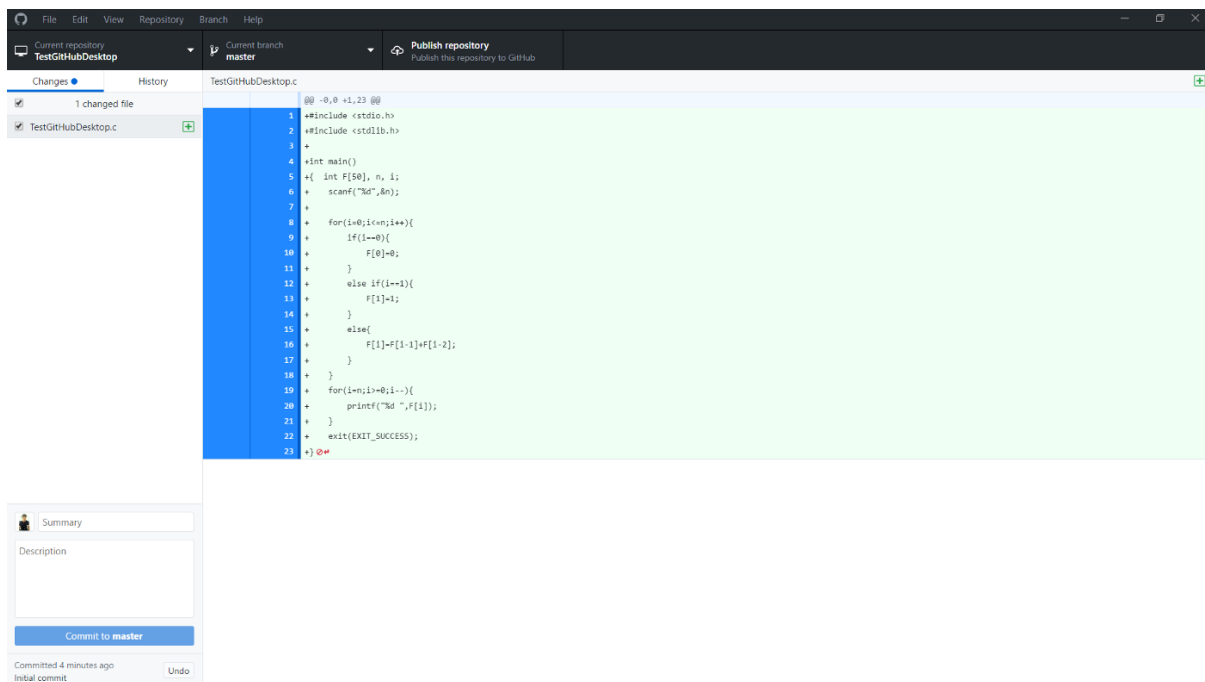 File Edit View Repository Branch Help
Current repository
TestGitHubDesktop
Current branch
master
Publish repository
Publish this repository to GitHub
Changes
History
1 changed file
TestGitHubDesktop.c
TestGitHubDesktop.c
@@ -0,0 +1,23 @@
1 +#include <stdio.h>
2 +#include <stdlib.h>
3 +
4 +int main()
5 +{ int F[50], n, i;
6 + scanf("%d",&n);
7 +
8 + for(i=0;i<=n;i++){
9 + if(i==0){
10 + F[0]=0;
11 + }
12 + else if(i==1){
13 + F[1]=1;
14 + }
15 + else{
16 + F[i]=F[i-1]+F[i-2];
17 + }
18 + }
19 + for(i=n;i>=0;i--){
20 + printf("%d ",F[i]);
21 + }
22 + exit(EXIT_SUCCESS);
23 +}
Summary
Description
Commit to master
Committed 4 minutes ago
Initial commit
Undo